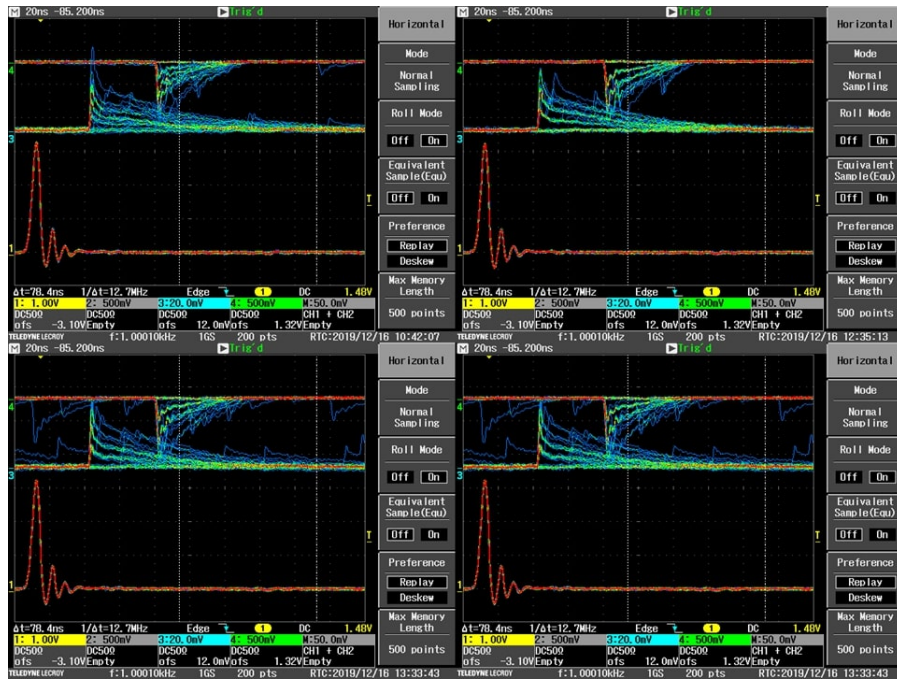 M 20ns -85.200ns Trig'd
Horizontal
Mode
Normal
Sampling
Roll Mode
Off On
Equivalent
Sample(Equ)
Off On
Preference
Replay
Deskew
Max Memory
Length
500 points
4
3
T
1
Δt=78.4ns 1/Δt=12.7MHz Edge 1 DC 1.48V
1: 1.00V 2: 500mV 3:20.0mV 4: 500mV M:50.0mV
DC50Ω DC50Ω DC50Ω DC50Ω CH1 + CH2
ofs -3.10V Empty ofs 12.0mV ofs 1.32V Empty
TELEDYNE LECROY f:1.00010kHz 1GS 200 pts RTC:2019/12/16 10:42:07
M 20ns -85.200ns Trig'd
Horizontal
Mode
Normal
Sampling
Roll Mode
Off On
Equivalent
Sample(Equ)
Off On
Preference
Replay
Deskew
Max Memory
Length
500 points
4
3
T
1
Δt=78.4ns 1/Δt=12.7MHz Edge 1 DC 1.48V
1: 1.00V 2: 500mV 3:20.0mV 4: 500mV M:50.0mV
DC50Ω DC50Ω DC50Ω DC50Ω CH1 + CH2
ofs -3.10V Empty ofs 12.0mV ofs 1.32V Empty
TELEDYNE LECROY f:1.00010kHz 1GS 200 pts RTC:2019/12/16 12:35:13
M 20ns -85.200ns Trig'd
Horizontal
Mode
Normal
Sampling
Roll Mode
Off On
Equivalent
Sample(Equ)
Off On
Preference
Replay
Deskew
Max Memory
Length
500 points
4
3
T
1
Δt=78.4ns 1/Δt=12.7MHz Edge 1 DC 1.48V
1: 1.00V 2: 500mV 3:20.0mV 4: 500mV M:50.0mV
DC50Ω DC50Ω DC50Ω DC50Ω CH1 + CH2
ofs -3.10V Empty ofs 12.0mV ofs 1.32V Empty
TELEDYNE LECROY f:1.00010kHz 1GS 200 pts RTC:2019/12/16 13:33:43
M 20ns -85.200ns Trig'd
Horizontal
Mode
Normal
Sampling
Roll Mode
Off On
Equivalent
Sample(Equ)
Off On
Preference
Replay
Deskew
Max Memory
Length
500 points
4
3
T
1
Δt=78.4ns 1/Δt=12.7MHz Edge 1 DC 1.48V
1: 1.00V 2: 500mV 3:20.0mV 4: 500mV M:50.0mV
DC50Ω DC50Ω DC50Ω DC50Ω CH1 + CH2
ofs -3.10V Empty ofs 12.0mV ofs 1.32V Empty
TELEDYNE LECROY f:1.00010kHz 1GS 200 pts RTC:2019/12/16 13:33:43